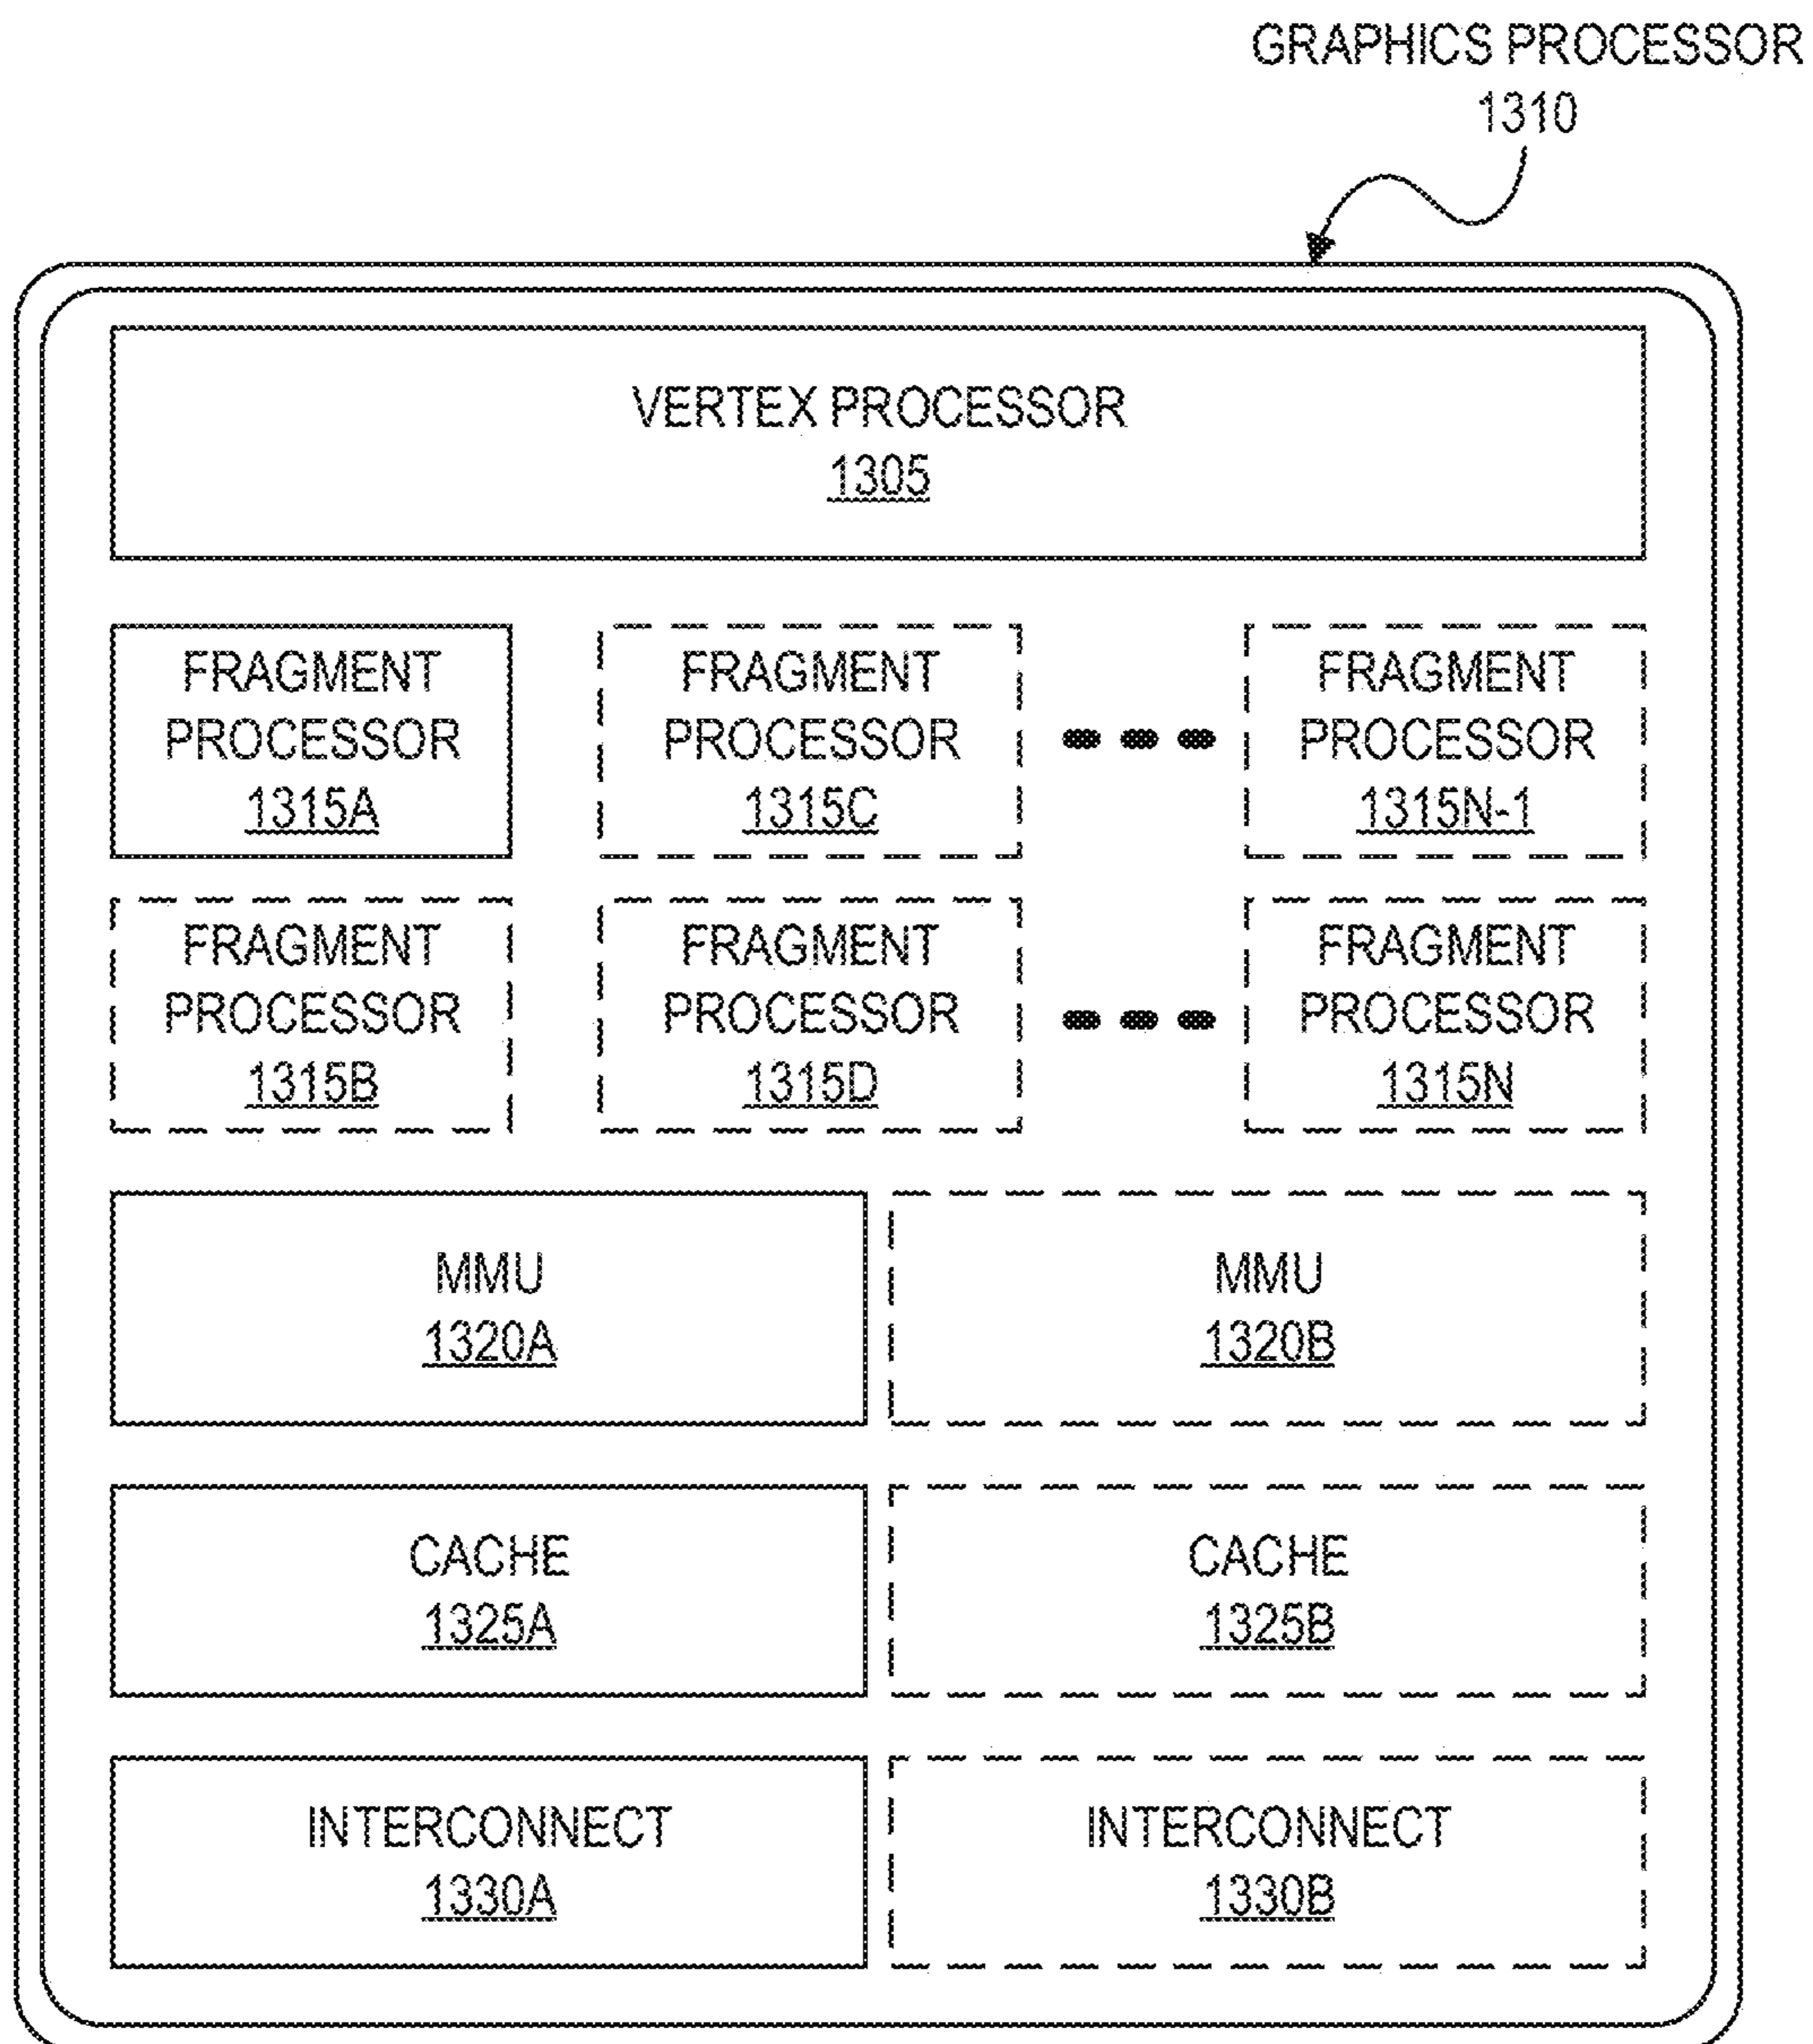 GRAPHICS PROCESSOR
1310
VERTEX PROCESSOR
1305
FRAGMENT
PROCESSOR
1315A
FRAGMENT
PROCESSOR
1315C
FRAGMENT
PROCESSOR
1315N-1
FRAGMENT
PROCESSOR
1315B
FRAGMENT
PROCESSOR
1315D
FRAGMENT
PROCESSOR
1315N
MMU
1320A
MMU
1320B
CACHE
1325A
CACHE
1325B
INTERCONNECT
1330A
INTERCONNECT
1330B